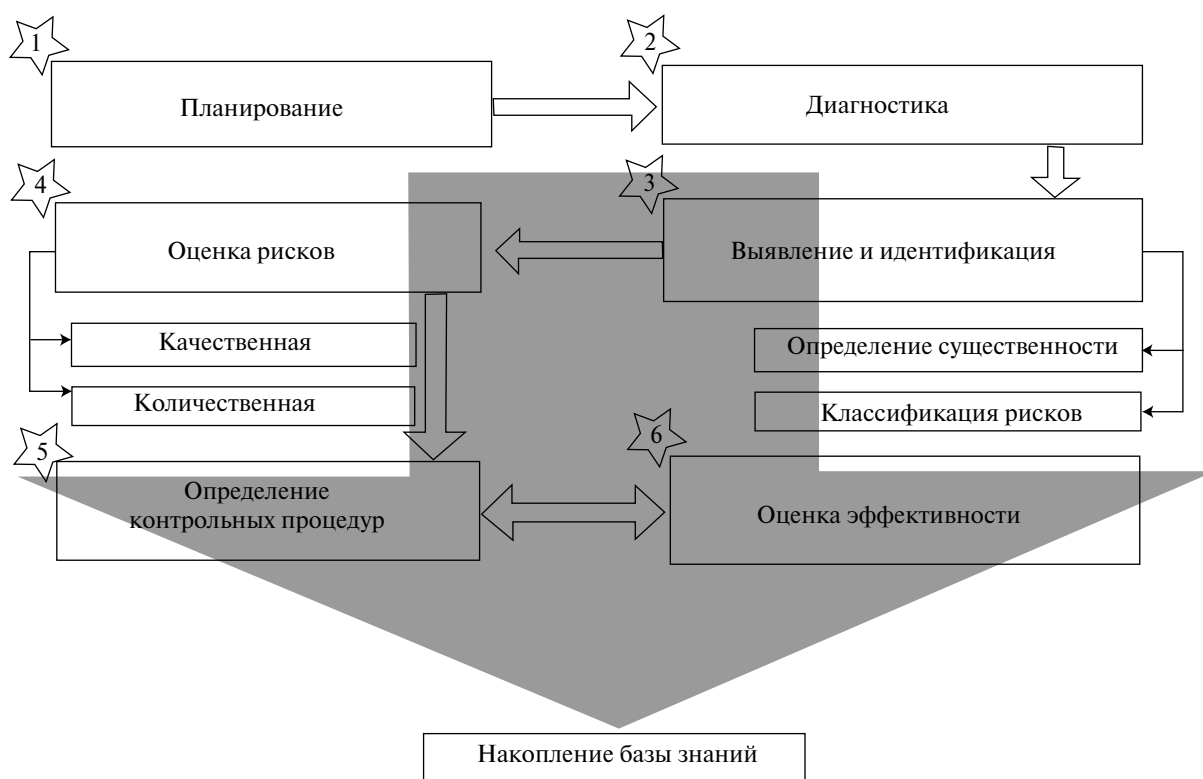 1
Планирование
2
Диагностика
3
Выявление и идентификация
Определение существенности
Классификация рисков
4
Оценка рисков
Качественная
Количественная
5
Определение
контрольных процедур
6
Оценка эффективности
Накопление базы знаний